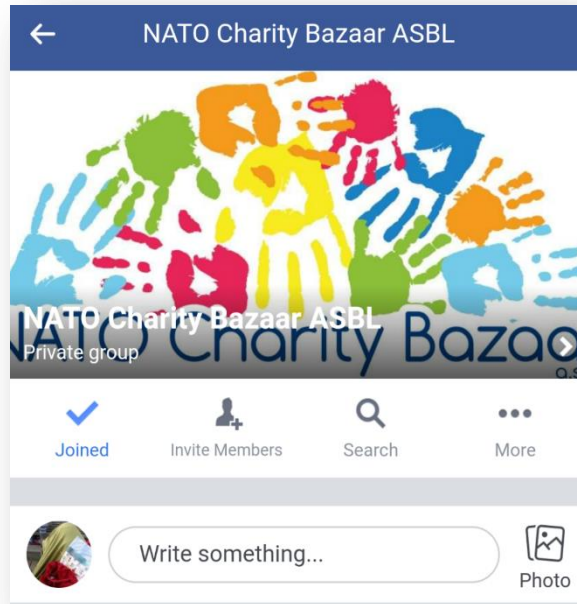 NATO Charity Bazaar ASBL
NATO Charity Bazaar ASBL
Private group
NATO Charity Bazaa
a.s
Joined
Invite Members
Search
More
Write something...
Photo